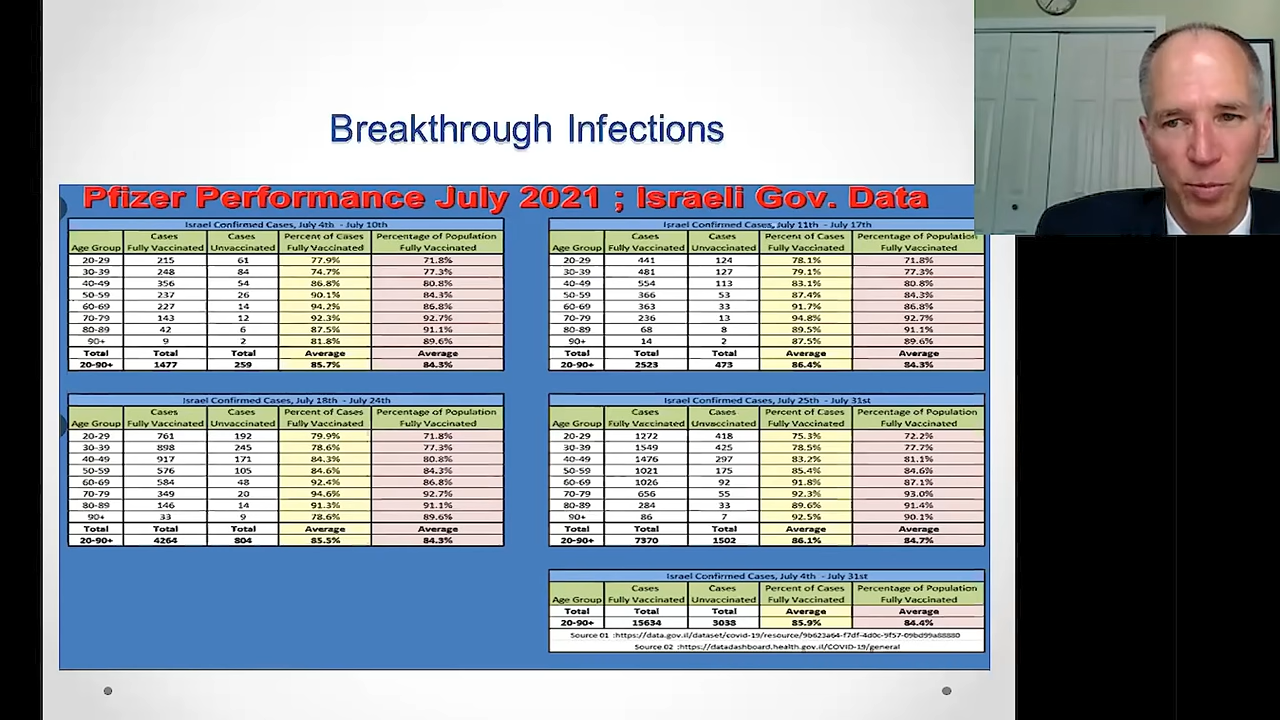 Breakthrough Infections
Pfizer Performance July 2021 ; Israeli Gov. Data
Israel Confirmed Cases, July 4th - July 10th
Age Group | Cases Fully Vaccinated | Cases Unvaccinated | Percent of Cases Fully Vaccinated | Percentage of Population Fully Vaccinated
20-29 215 61 77.9% 71.8%
30-39 248 84 74.7% 77.3%
40-49 356 54 86.8% 80.8%
50-59 237 26 90.1% 84.3%
60-69 227 14 94.2% 86.8%
70-79 143 12 92.3% 92.7%
80-89 42 6 87.5% 91.1%
90+ 9 2 81.8% 89.6%
Total Total Total Average Average
20-90+ 1477 259 85.7% 84.3%
Israel Confirmed Cases, July 11th - July 17th
Age Group | Cases Fully Vaccinated | Cases Unvaccinated | Percent of Cases Fully Vaccinated | Percentage of Population Fully Vaccinated
20-29 441 124 78.1% 71.8%
30-39 481 127 79.1% 77.3%
40-49 554 113 83.1% 80.8%
50-59 366 53 87.4% 84.3%
60-69 363 33 91.7% 86.8%
70-79 236 13 94.8% 92.7%
80-89 68 8 89.5% 91.1%
90+ 14 2 87.5% 89.6%
Total Total Total Average Average
20-90+ 2523 473 86.4% 84.3%
Israel Confirmed Cases, July 18th - July 24th
Age Group | Cases Fully Vaccinated | Cases Unvaccinated | Percent of Cases Fully Vaccinated | Percentage of Population Fully Vaccinated
20-29 761 192 79.9% 71.8%
30-39 898 245 78.6% 77.3%
40-49 917 171 84.3% 80.8%
50-59 576 105 84.6% 84.3%
60-69 584 48 92.4% 86.8%
70-79 349 20 94.6% 92.7%
80-89 146 14 91.3% 91.1%
90+ 33 9 78.6% 89.6%
Total Total Total Average Average
20-90+ 4264 804 85.5% 84.3%
Israel Confirmed Cases, July 25th - July 31st
Age Group | Cases Fully Vaccinated | Cases Unvaccinated | Percent of Cases Fully Vaccinated | Percentage of Population Fully Vaccinated
20-29 1272 418 75.3% 72.2%
30-39 1549 425 78.5% 77.7%
40-49 1476 297 83.2% 81.1%
50-59 1021 175 85.4% 84.6%
60-69 1026 92 91.8% 87.1%
70-79 656 55 92.3% 93.0%
80-89 284 33 89.6% 91.4%
90+ 86 7 92.5% 90.1%
Total Total Total Average Average
20-90+ 7370 1502 86.1% 84.7%
Israel Confirmed Cases, July 4th - July 31st
Age Group | Cases Fully Vaccinated | Cases Unvaccinated | Percent of Cases Fully Vaccinated | Percentage of Population Fully Vaccinated
Total Total Total Average Average
20-90+ 15634 3038 85.9% 84.4%
Source 01 :https://data.gov.il/dataset/covid-19/resource/9b623a64-f7df-4d0c-9f57-09bd99a88880
Source 02 :https://datadashboard.health.gov.il/COVID-19/general